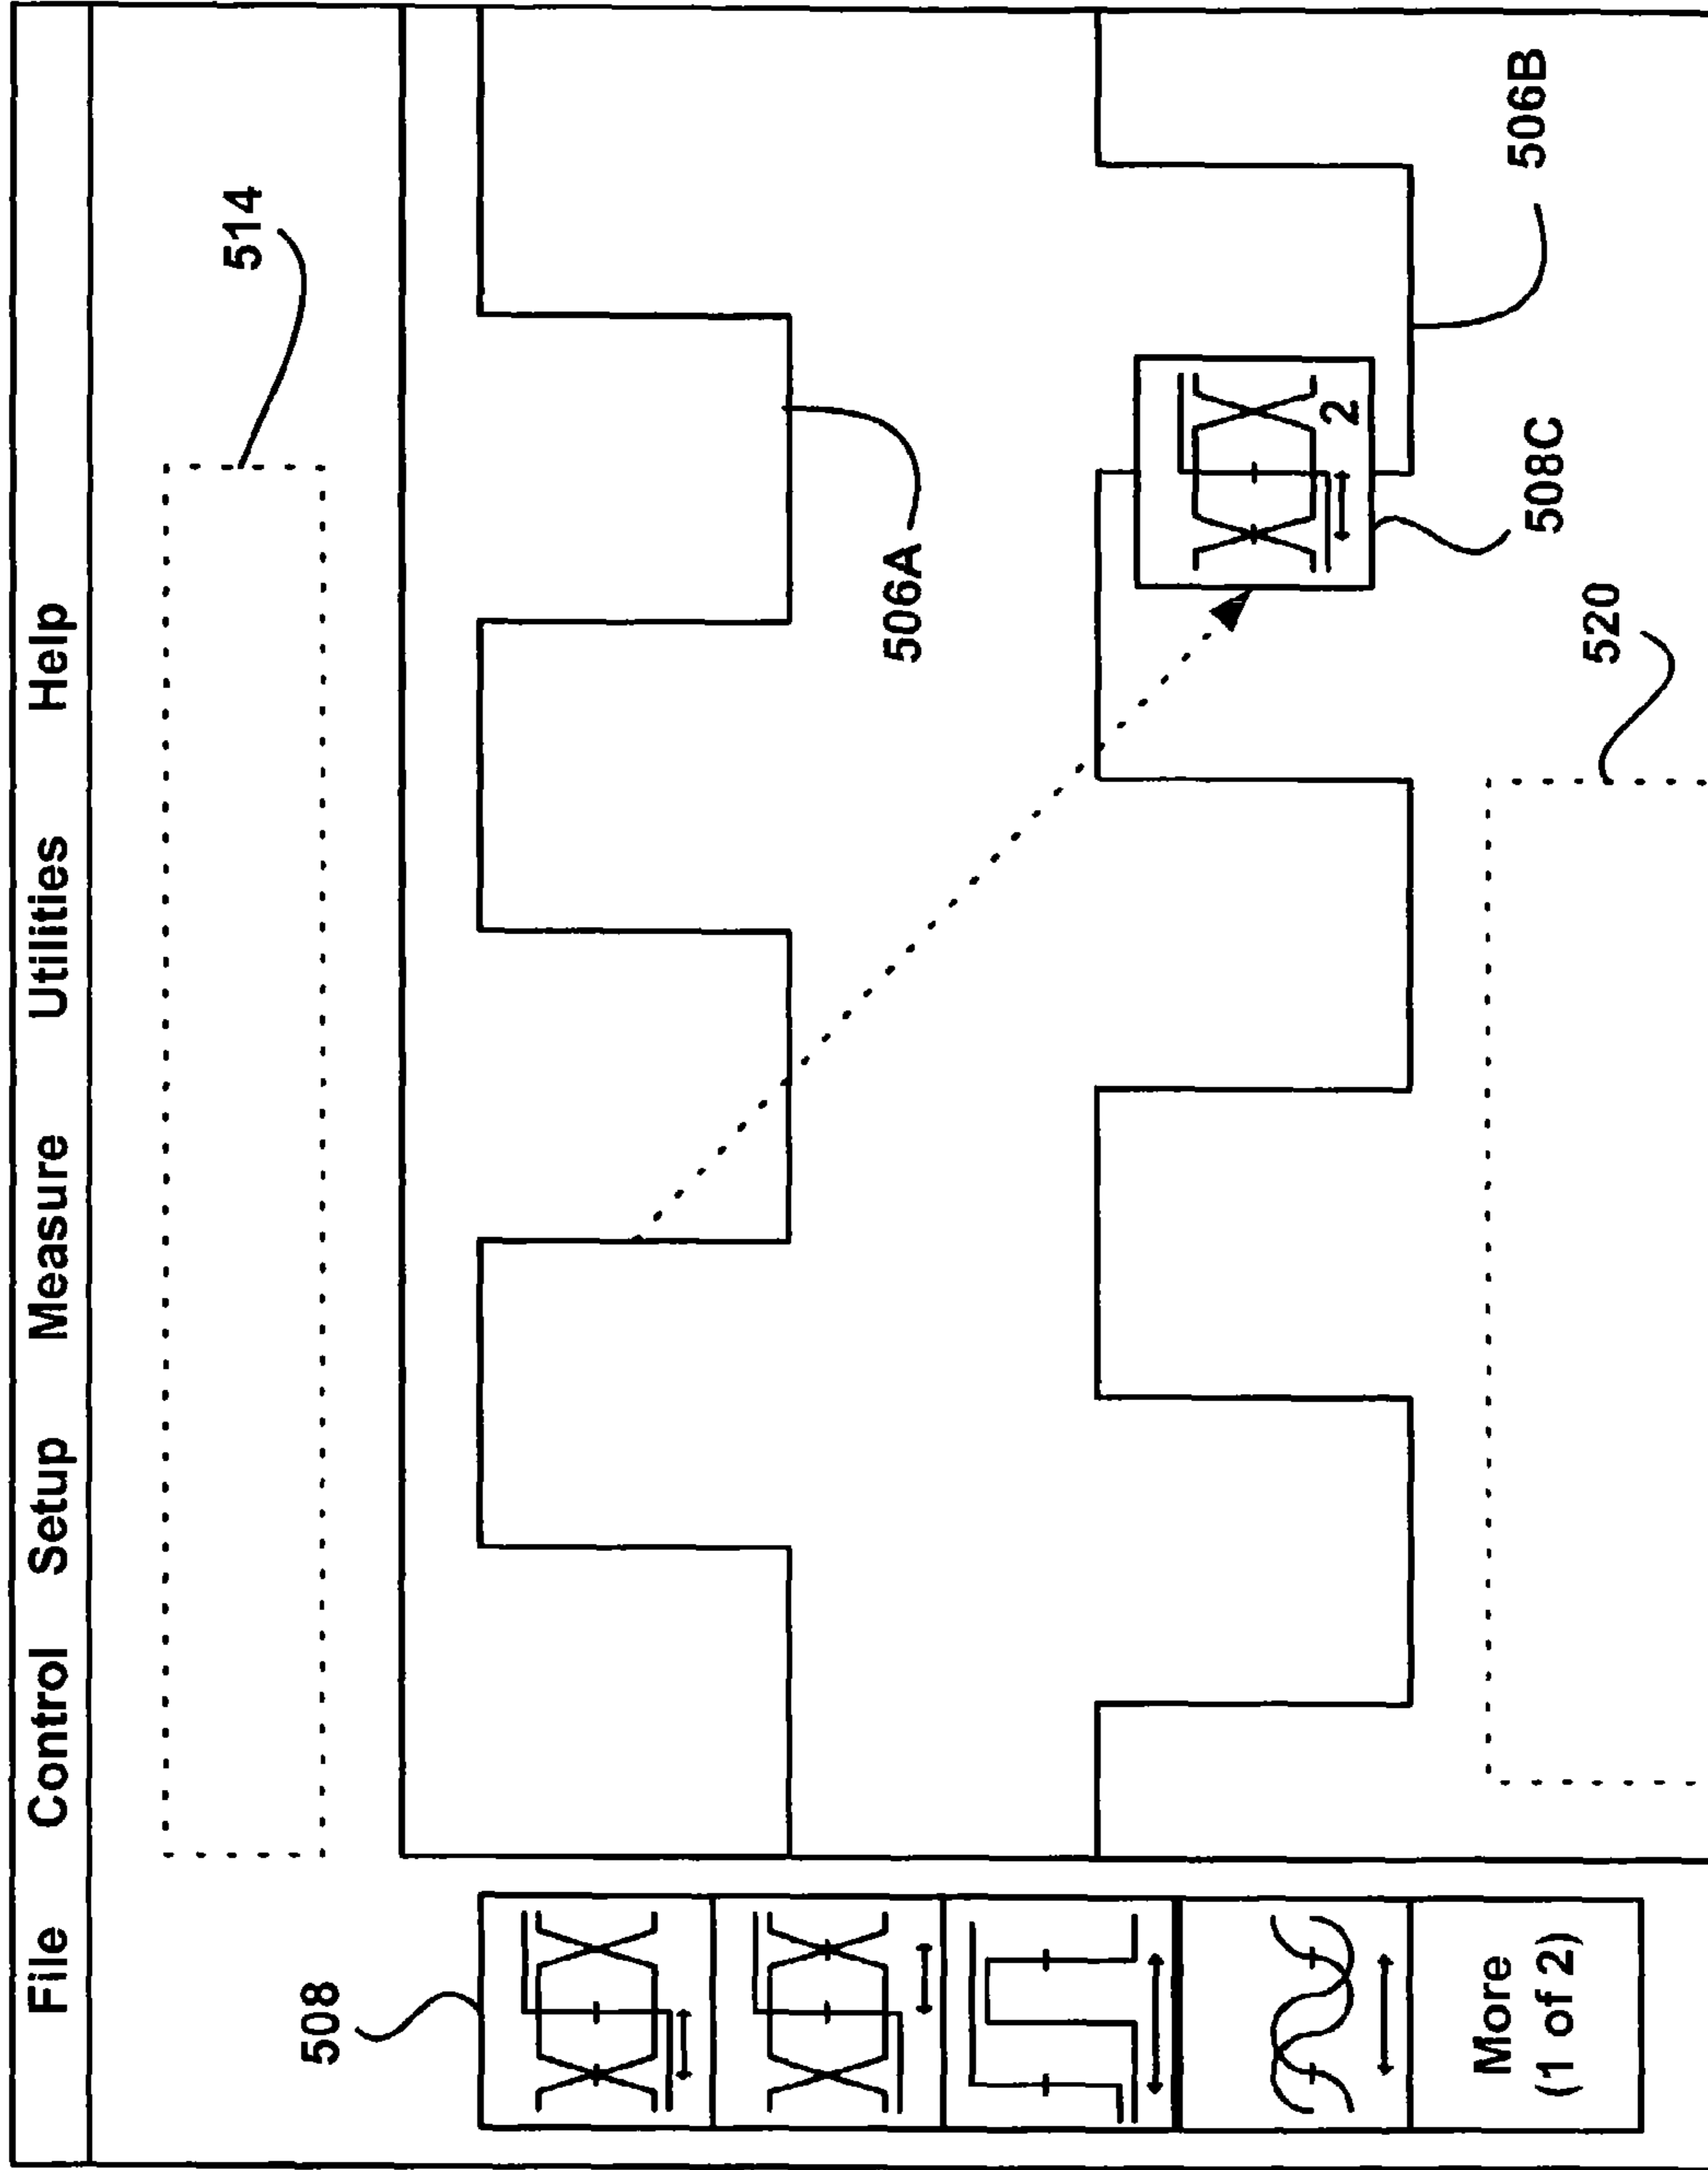 File Control Setup Measure Utilities Help
514
508
506A
2
506B
508C
520
More
(1 of 2)